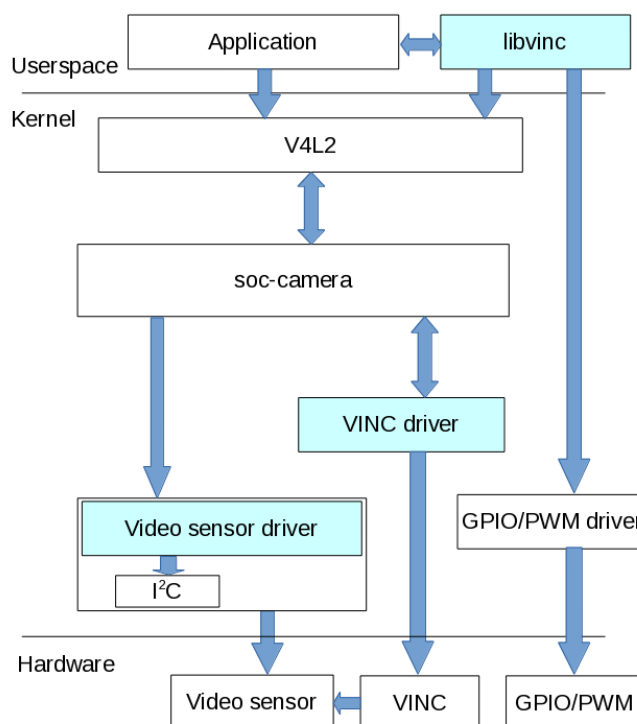 Application
libvinc
Userspace
Kernel
V4L2
soc-camera
VINC driver
Video sensor driver
GPIO/PWM driver
I²C
Hardware
Video sensor
VINC
GPIO/PWM